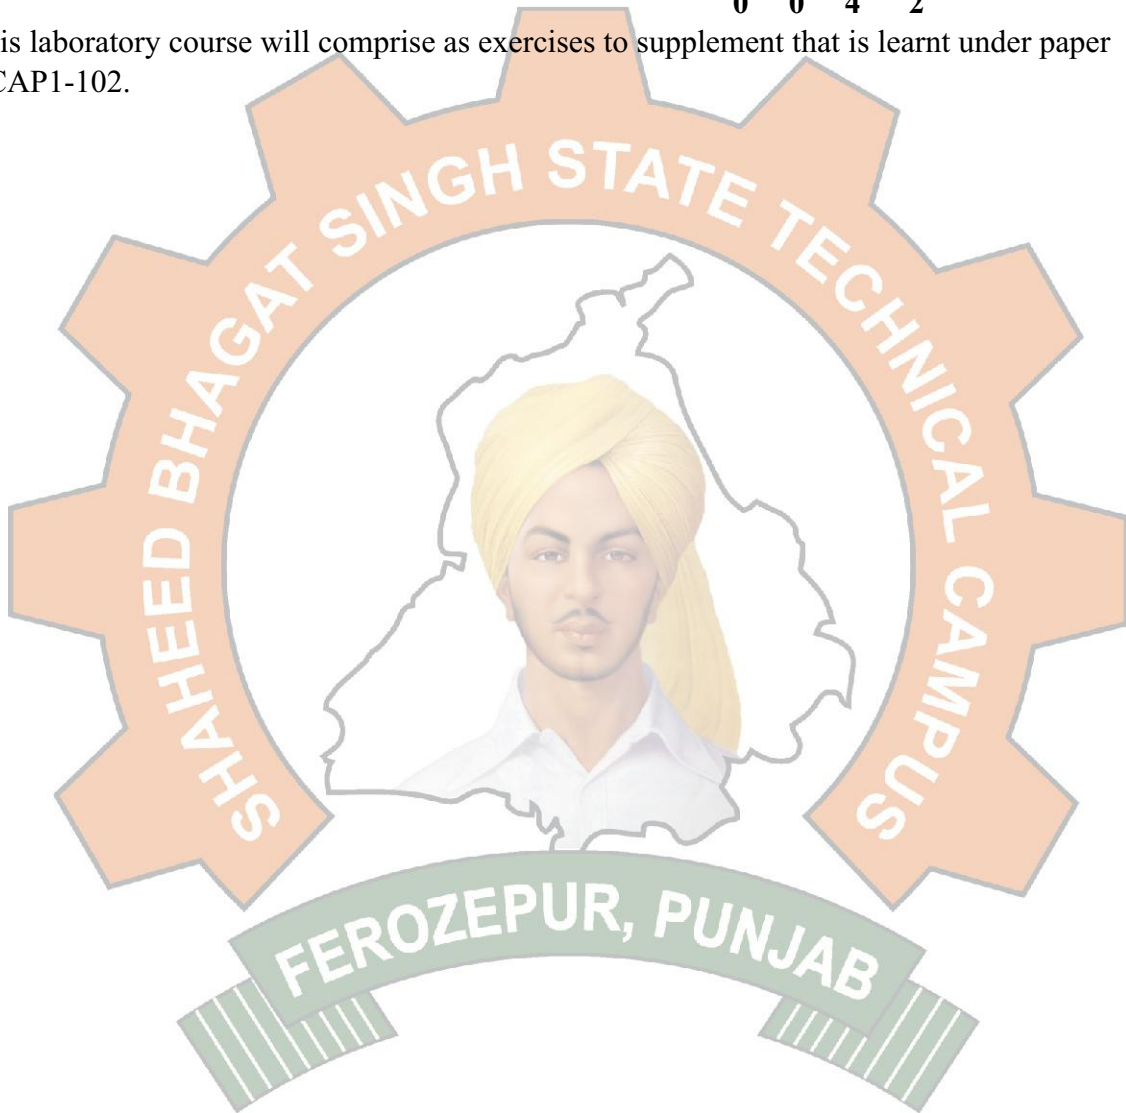 0 0 4 2
is laboratory course will comprise as exercises to supplement that is learnt under paper
CAP1-102.
SHAHEED BHAGAT SINGH STATE TECHNICAL CAMPUS
FEROZEPUR, PUNJAB